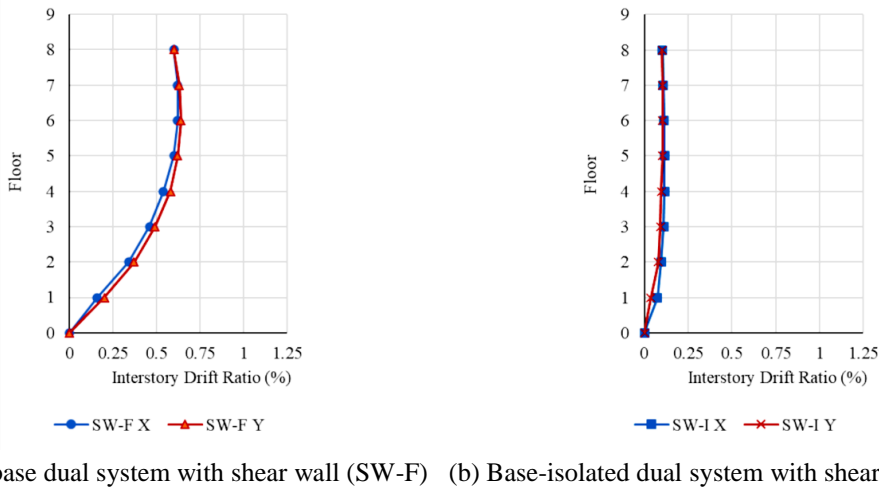 9
8
7
6
5
4
3
2
1
0
Floor
0 0.25 0.5 0.75 1 1.25
Interstory Drift Ratio (%)
SW-F X SW-F Y
9
8
7
6
5
4
3
2
1
0
Floor
0 0.25 0.5 0.75 1 1.25
Interstory Drift Ratio (%)
SW-I X SW-I Y
base dual system with shear wall (SW-F) (b) Base-isolated dual system with shear